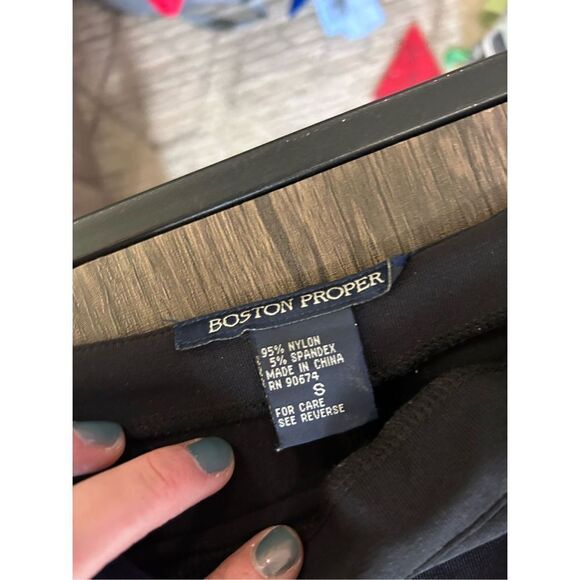 BOSTON PROPER
95% NYLON
5% SPANDEX
MADE IN CHINA
RN 90674
S
FOR CARE
SEE REVERSE